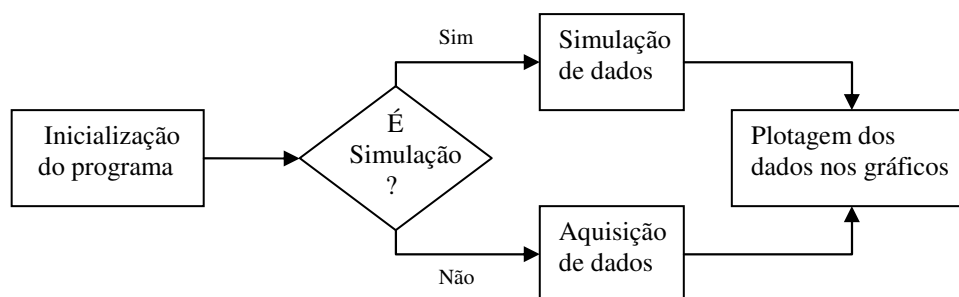 Inicialização
do programa
É
Simulação
?
Sim
Simulação
de dados
Não
Aquisição
de dados
Plotagem dos
dados nos gráficos